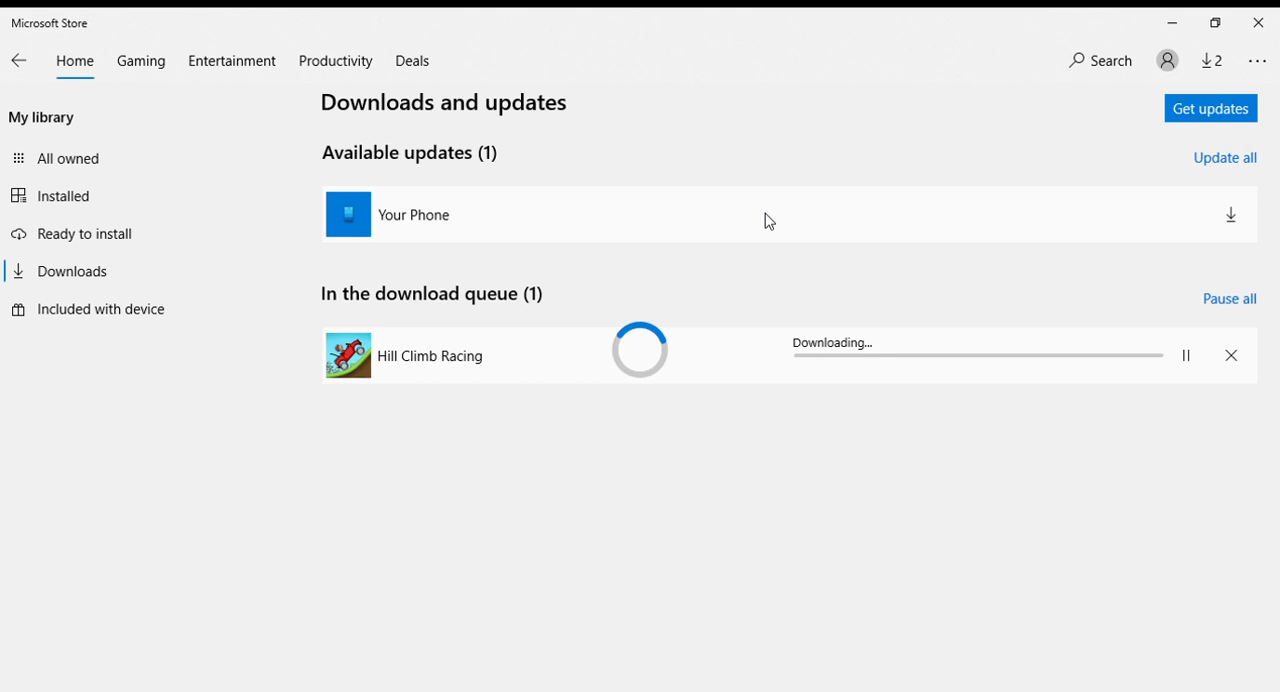 Microsoft Store
Home Gaming Entertainment Productivity Deals Search 2
My library
All owned
Installed
Ready to install
Downloads
Included with device
Downloads and updates
Get updates
Available updates (1)
Update all
Your Phone
In the download queue (1)
Pause all
Hill Climb Racing
Downloading...